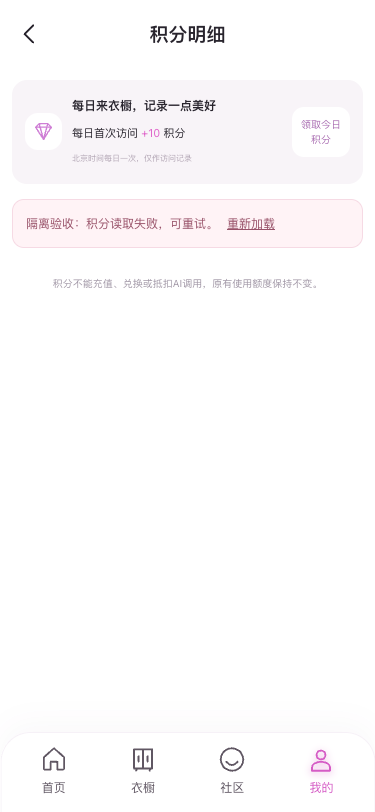 积分明细
每日来衣橱，记录一点美好
每日首次访问 +10 积分
北京时间每日一次，仅作访问记录
领取今日
积分
隔离验收：积分读取失败，可重试。 重新加载
积分不能充值、兑换或抵扣AI调用，原有使用额度保持不变。
首页 衣橱 社区 我的